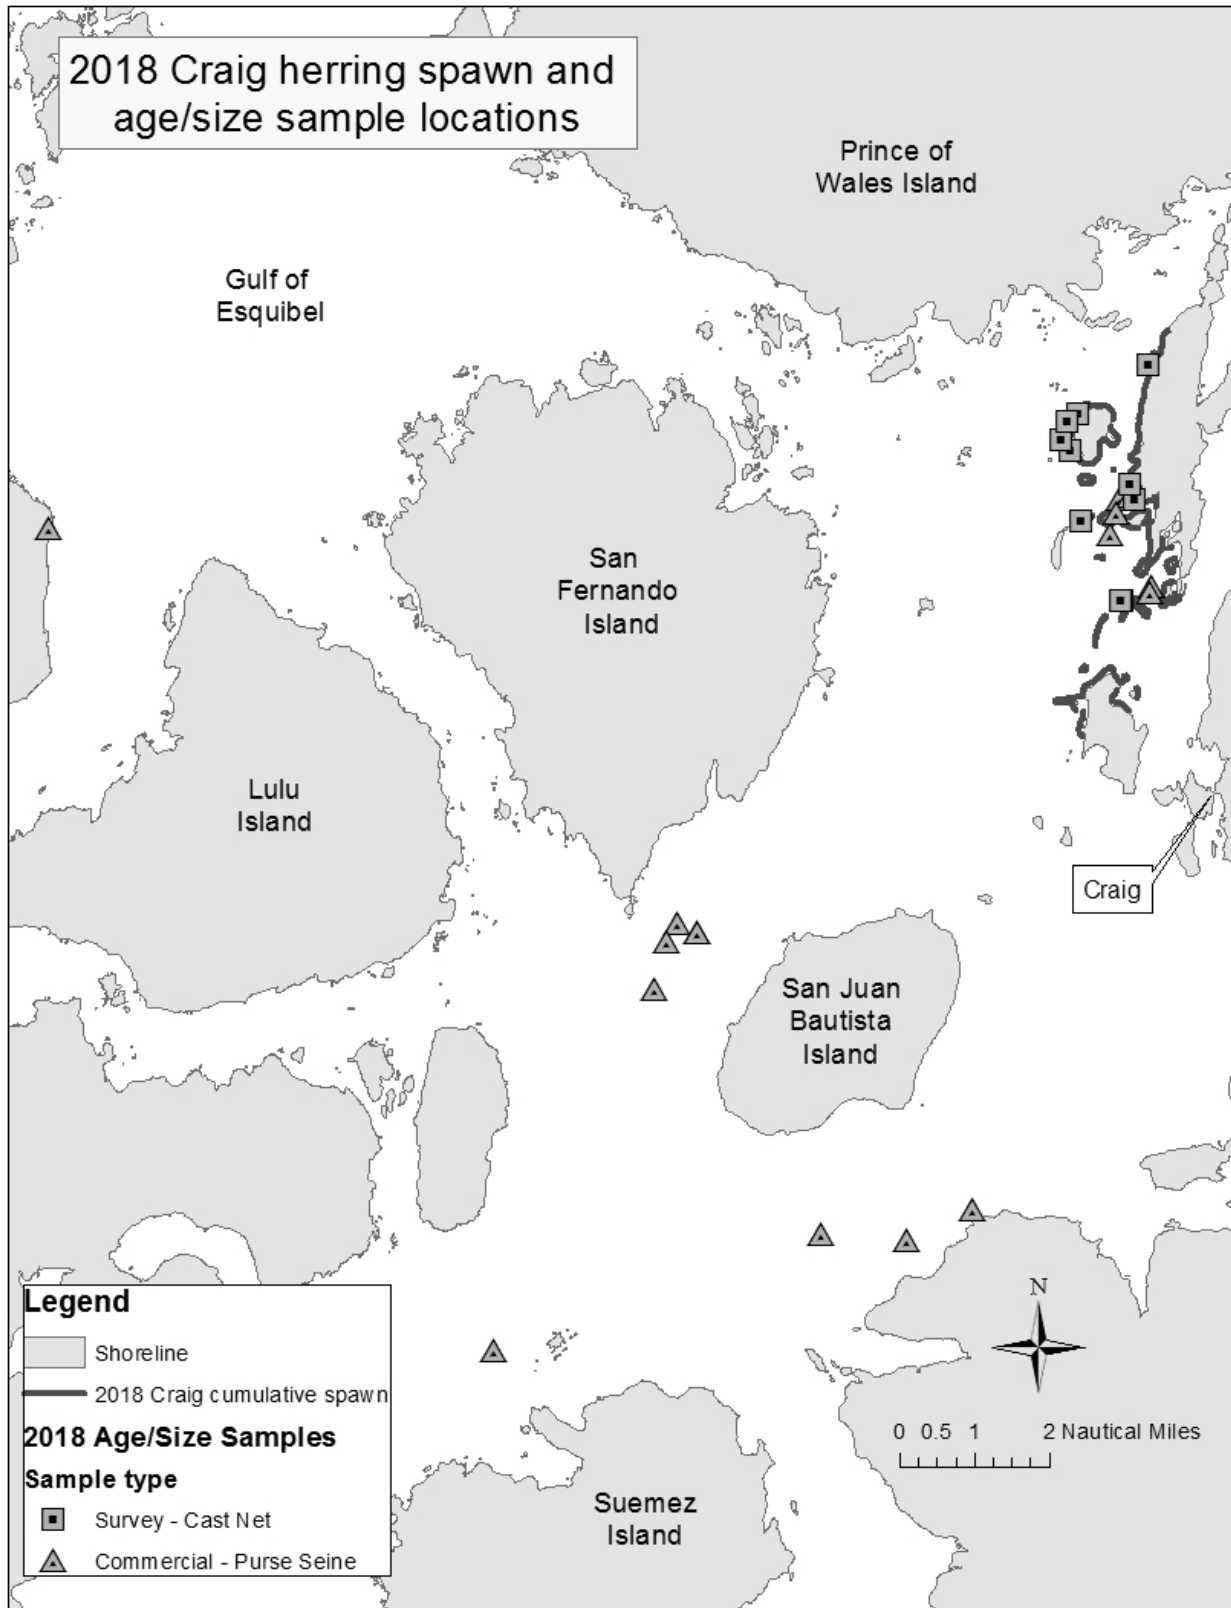 2018 Craig herring spawn and
age/size sample locations
Prince of
Wales Island
Gulf of
Esquibel
San
Fernando
Island
Lulu
Island
Craig
San Juan
Bautista
Island
Legend
Shoreline
2018 Craig cumulative spawn
2018 Age/Size Samples
Sample type
Survey - Cast Net
Commercial - Purse Seine
N
0 0.5 1 2 Nautical Miles
Suemez
Island